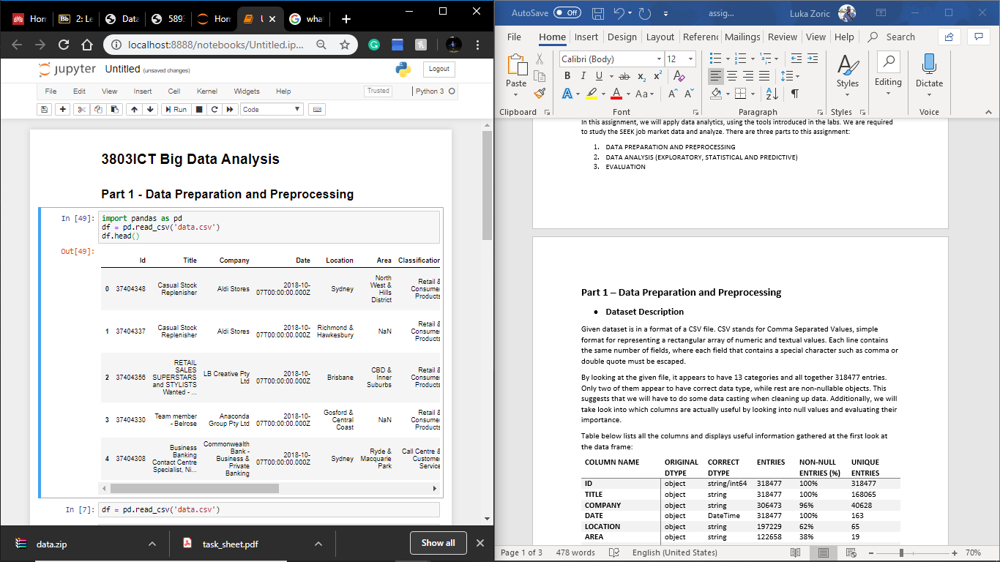 Hor
2: Le
Data
589
Hor
U
wha
localhost:8888/notebooks/Untitled.ip...
jupyter Untitled (unsaved changes)
Logout
File Edit View Insert Cell Kernel Widgets Help
Trusted
Python 3
Run
Code
3803ICT Big Data Analysis
Part 1 - Data Preparation and Preprocessing
In [49]: import pandas as pd
df = pd.read_csv('data.csv')
df.head()
Out[49]:
Id Title Company Date Location Area Classification
0 37404348 Casual Stock Replenisher Aldi Stores 2018-10-07T00:00:00.000Z Sydney North West & Hills District Retail & Consumer Products
1 37404337 Casual Stock Replenisher Aldi Stores 2018-10-07T00:00:00.000Z Richmond & Hawkesbury NaN Retail & Consumer Products
2 37404356 RETAIL SALES SUPERSTARS and STYLISTS Wanted - ... LB Creative Pty Ltd 2018-10-07T00:00:00.000Z Brisbane CBD & Inner Suburbs Retail & Consumer Products
3 37404330 Team member - Belrose Anaconda Group Pty Ltd 2018-10-07T00:00:00.000Z Gosford & Central Coast NaN Retail & Consumer Products
4 37404308 Business Banking Contact Centre Specialist, Ni... Commonwealth Bank - Business & Private Banking 2018-10-07T00:00:00.000Z Sydney Ryde & Macquarie Park Call Centre & Customer Service
In [7]: df = pd.read_csv('data.csv')
data.zip
task_sheet.pdf
Show all
AutoSave Off
assig...
Luka Zoric
File Home Insert Design Layout Referenc Mailings Review View Help Search
Paste
Calibri (Body) 12
B I U ab x₂ x²
Aa
Styles
Editing
Dictate
Clipboard Font Paragraph Styles Voice
In this assignment, we will apply data analytics, using the tools introduced in the labs. We are required
to study the SEEK job market data and analyze. There are three parts to this assignment:
1. DATA PREPARATION AND PREPROCESSING
2. DATA ANALYSIS (EXPLORATORY, STATISTICAL AND PREDICTIVE)
3. EVALUATION
Part 1 – Data Preparation and Preprocessing
• Dataset Description
Given dataset is in a format of a CSV file. CSV stands for Comma Separated Values, simple
format for representing a rectangular array of numeric and textual values. Each line contains
the same number of fields, where each field that contains a special character such as comma or
double quote must be escaped.
By looking at the given file, it appears to have 13 categories and all together 318477 entries.
Only two of them appear to have correct data type, while rest are non-nullable objects. This
suggests that we will have to do some data casting when cleaning up data. Additionally, we will
take look into which columns are actually useful by looking into null values and evaluating their
importance.
Table below lists all the columns and displays useful information gathered at the first look at
the data frame:
COLUMN NAME ORIGINAL DTYPE CORRECT DTYPE ENTRIES NON-NULL ENTRIES (%) UNIQUE ENTRIES
ID object string/int64 318477 100% 318477
TITLE object string 318477 100% 168065
COMPANY object string 306473 96% 40628
DATE object DateTime 318477 100% 163
LOCATION object string 197229 62% 65
AREA object string 122658 38% 19
Page 1 of 3 478 words English (United States) 70%